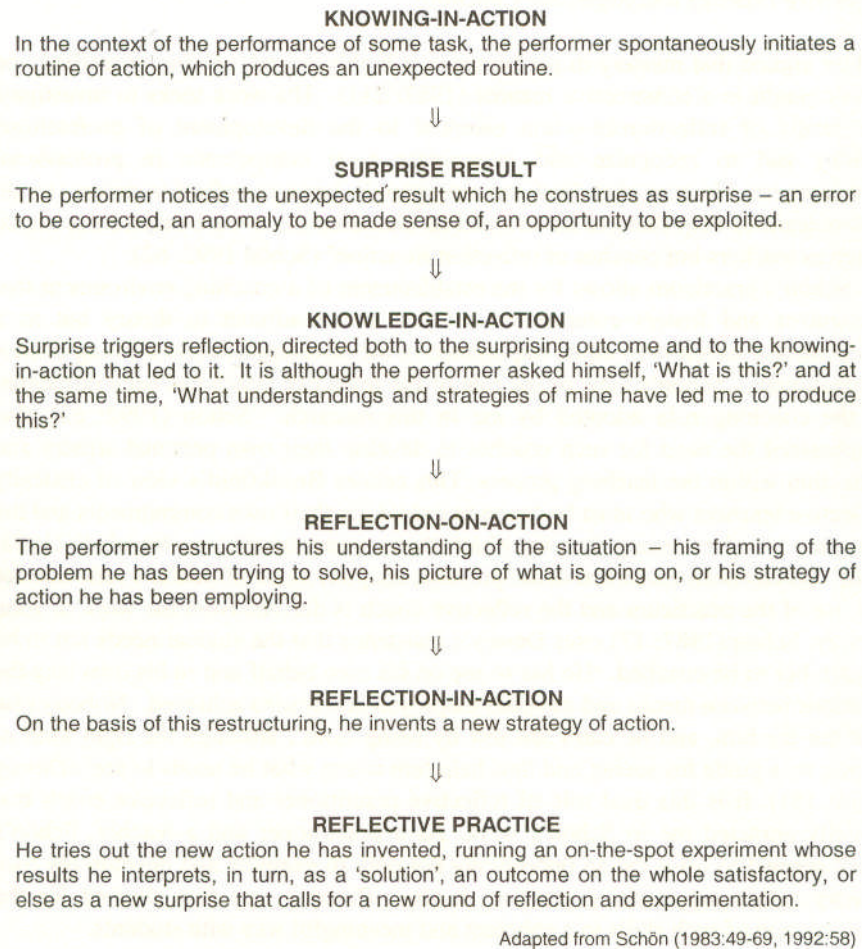 KNOWING-IN-ACTION
In the context of the performance of some task, the performer spontaneously initiates a
routine of action, which produces an unexpected routine.
⇓
SURPRISE RESULT
The performer notices the unexpected result which he construes as surprise – an error
to be corrected, an anomaly to be made sense of, an opportunity to be exploited.
⇓
KNOWLEDGE-IN-ACTION
Surprise triggers reflection, directed both to the surprising outcome and to the knowing-
in-action that led to it. It is although the performer asked himself, 'What is this?' and at
the same time, 'What understandings and strategies of mine have led me to produce
this?'
⇓
REFLECTION-ON-ACTION
The performer restructures his understanding of the situation – his framing of the
problem he has been trying to solve, his picture of what is going on, or his strategy of
action he has been employing.
⇓
REFLECTION-IN-ACTION
On the basis of this restructuring, he invents a new strategy of action.
⇓
REFLECTIVE PRACTICE
He tries out the new action he has invented, running an on-the-spot experiment whose
results he interprets, in turn, as a 'solution', an outcome on the whole satisfactory, or
else as a new surprise that calls for a new round of reflection and experimentation.
Adapted from Schön (1983:49-69, 1992:58)